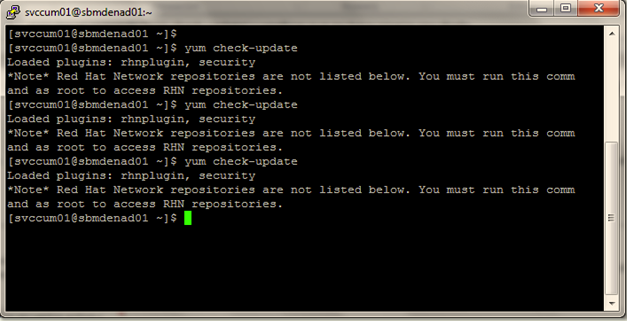 svccum01@sbmdenad01:~
[svccum01@sbmdenad01 ~]$
[svccum01@sbmdenad01 ~]$ yum check-update
Loaded plugins: rhnplugin, security
*Note* Red Hat Network repositories are not listed below. You must run this comm
and as root to access RHN repositories.
[svccum01@sbmdenad01 ~]$ yum check-update
Loaded plugins: rhnplugin, security
*Note* Red Hat Network repositories are not listed below. You must run this comm
and as root to access RHN repositories.
[svccum01@sbmdenad01 ~]$ yum check-update
Loaded plugins: rhnplugin, security
*Note* Red Hat Network repositories are not listed below. You must run this comm
and as root to access RHN repositories.
[svccum01@sbmdenad01 ~]$